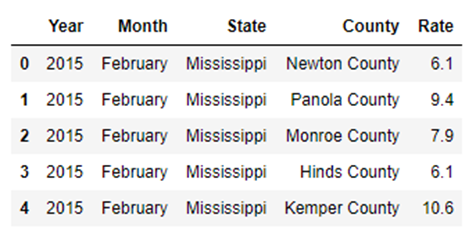 Year Month State County Rate
0 2015 February Mississippi Newton County 6.1
1 2015 February Mississippi Panola County 9.4
2 2015 February Mississippi Monroe County 7.9
3 2015 February Mississippi Hinds County 6.1
4 2015 February Mississippi Kemper County 10.6